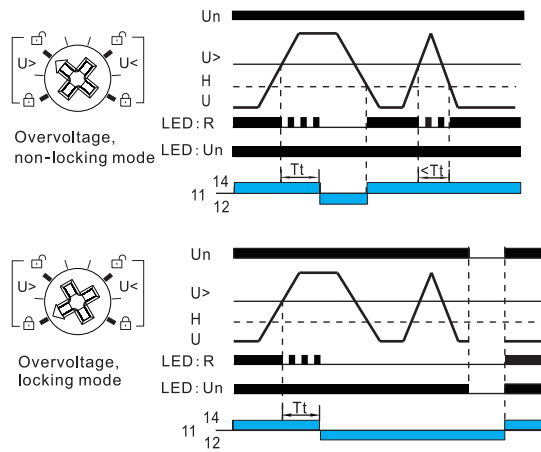 Un
U> U<
U>
H
U
LED: R
LED: Un
Overvoltage,
non-locking mode
Tt <Tt
14
11
12
Un
U> U<
U>
H
U
LED: R
LED: Un
Overvoltage,
locking mode
Tt
14
11
12